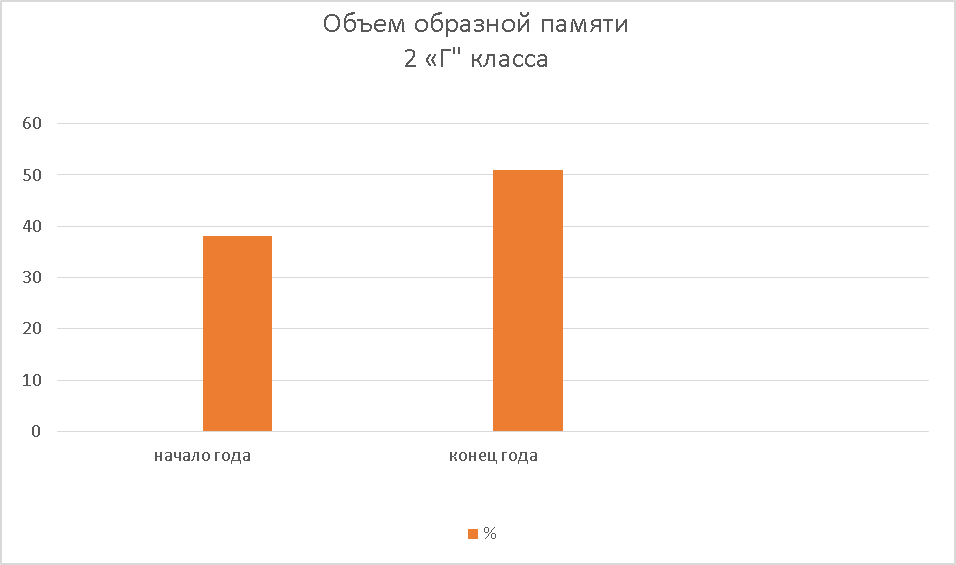 Объем образной памяти
2 «Г" класса
60
50
40
30
20
10
0
начало года
конец года
%